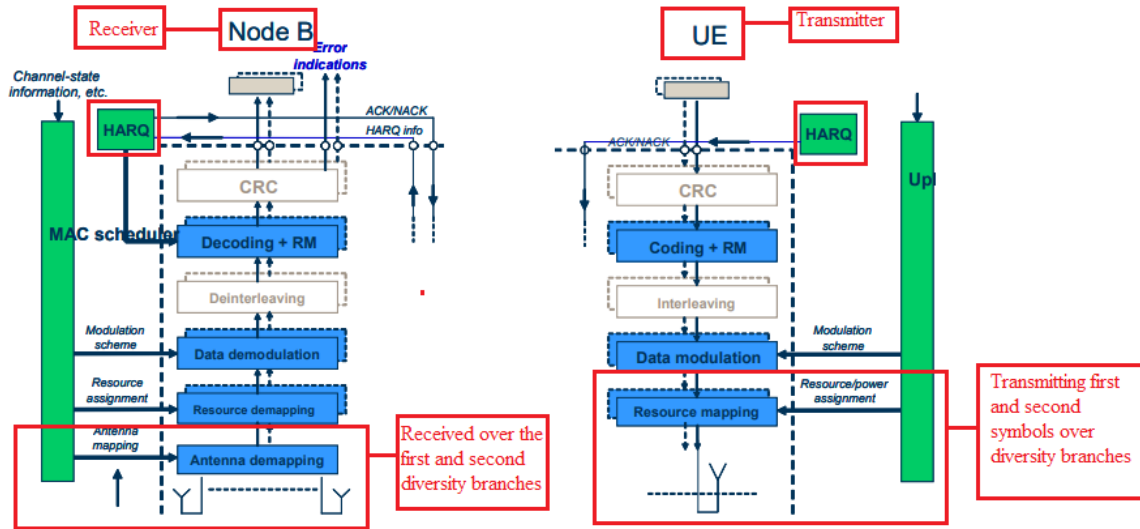 Receiver
Node B
UE
Transmitter
Error
indications
Channel-state
information, etc.
HARQ
ACK/NACK
HARQ info
HARQ
ACK/NACK
CRC
CRC
Upl
MAC scheduler
Decoding + RM
Coding + RM
Deinterleaving
Interleaving
Modulation
scheme
Data demodulation
Data modulation
Modulation
scheme
Resource
assignment
Resource demapping
Resource mapping
Resource/power
assignment
Transmitting first
and second
symbols over
diversity branches
Antenna
mapping
Antenna demapping
Received over the
first and second
diversity branches